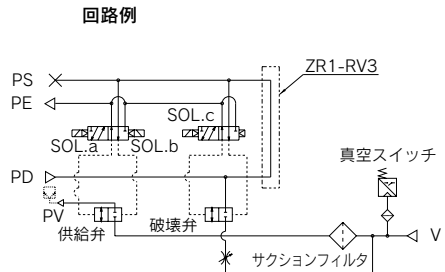 回路例
PS
ZR1-RV3
PE
SOL.c
SOL.a
SOL.b
真空スイッチ
PD
PV
供給弁
破壊弁
V
サクションフィルタ